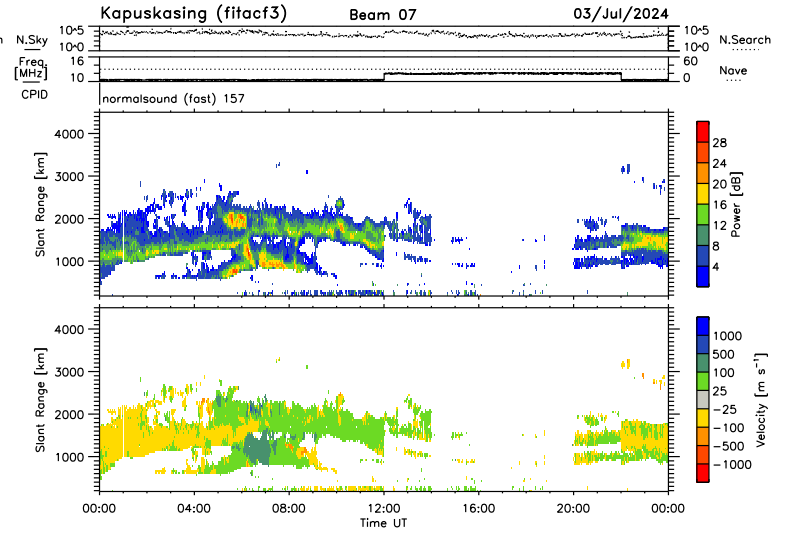 Kapuskasing (fitacf3) Beam 07 03/Jul/2024
N.Sky 10^5 10^0 10^5 10^0 N.Search
Freq. [MHz] 16 10 60 0 Nave
CPID normalsound (fast) 157
Slant Range [km] 4000 3000 2000 1000
28 24 20 16 12 8 4 Power [dB]
Slant Range [km] 4000 3000 2000 1000
1000 500 100 25 -25 -100 -500 -1000 Velocity [m s⁻¹]
00:00 04:00 08:00 12:00 16:00 20:00 00:00
Time UT